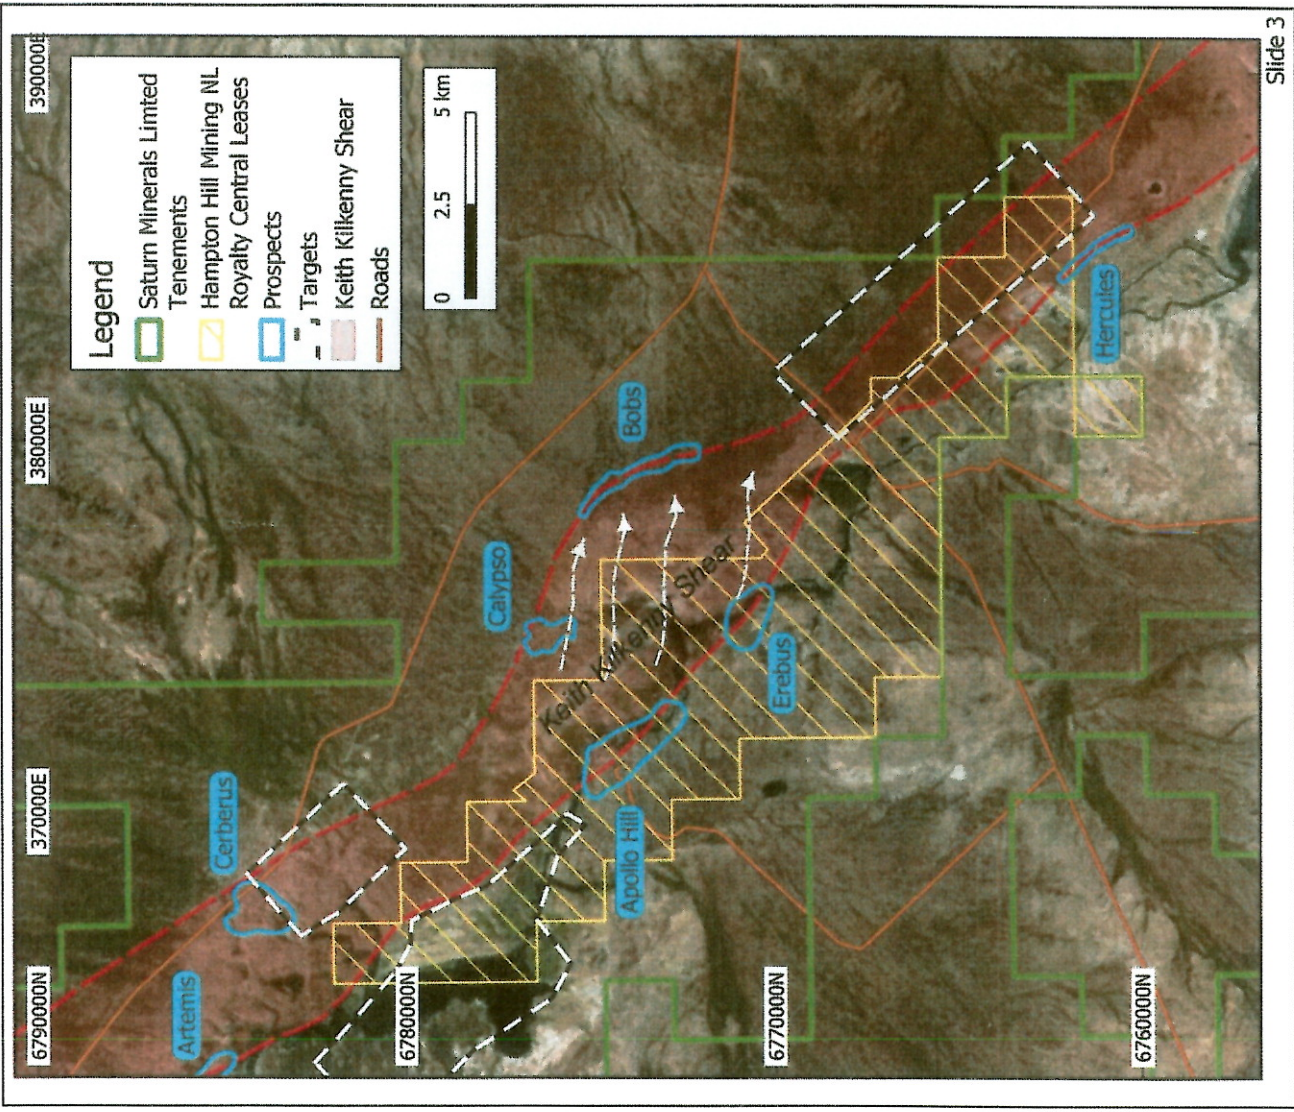 390000E
380000E
370000E
6790000N
6780000N
6770000N
6760000N
Legend
Saturn Minerals Limted
Tenements
Hampton Hill Mining NL
Royalty Central Leases
Prospects
Targets
Keith Kilkenny Shear
Roads
0 2.5 5 km
Artemis
Cerberus
Calypso
Bobs
Keith Kilkenny Shear
Apollo Hill
Erebus
Hercules
Slide 3